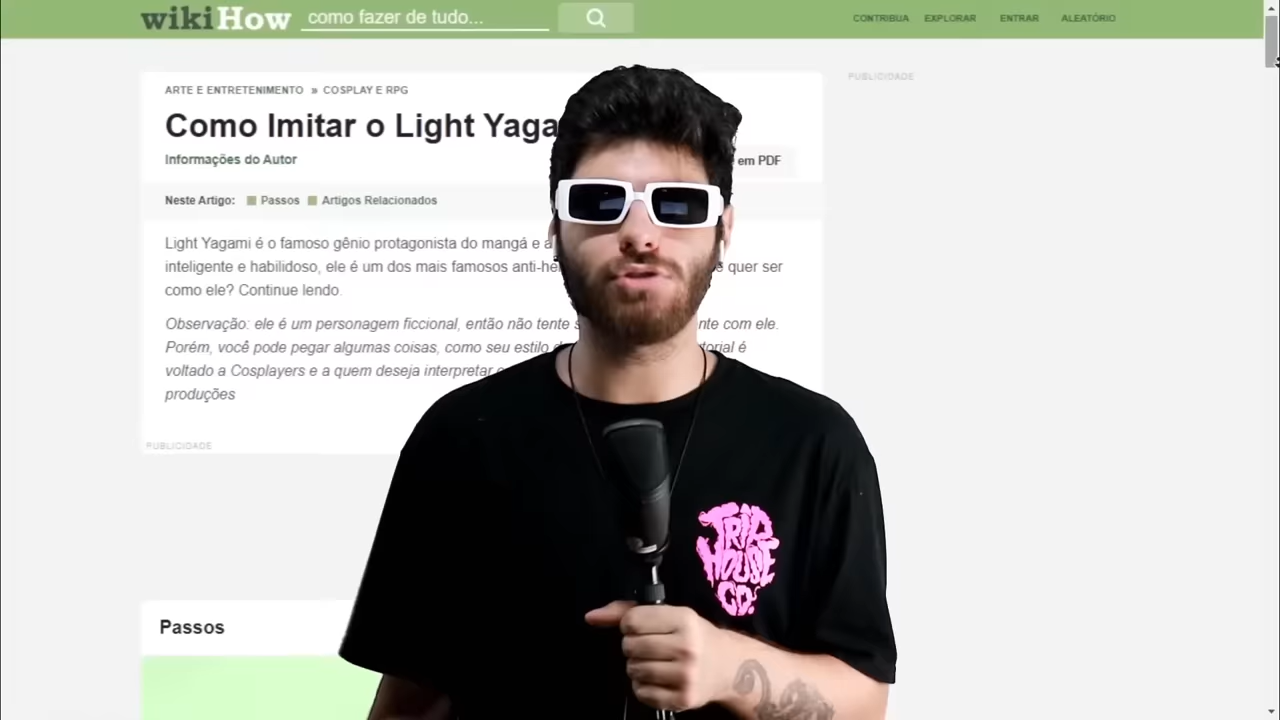 wikiHow como fazer de tudo... CONTRIBUA EXPLORAR ENTRAR ALEATÓRIO
PUBLICIDADE
ARTE E ENTRETENIMENTO » COSPLAY E RPG
Como Imitar o Light Yaga
Informações do Autor
em PDF
Neste Artigo: Passos Artigos Relacionados
Light Yagami é o famoso gênio protagonista do mangá e a
inteligente e habilidoso, ele é um dos mais famosos anti-he quer ser
como ele? Continue lendo.
Observação: ele é um personagem ficcional, então não tente s nte com ele.
Porém, você pode pegar algumas coisas, como seu estilo d torial é
voltado a Cosplayers e a quem deseja interpretar
produções
PUBLICIDADE
TRIP
HOUSE
CO.
Passos